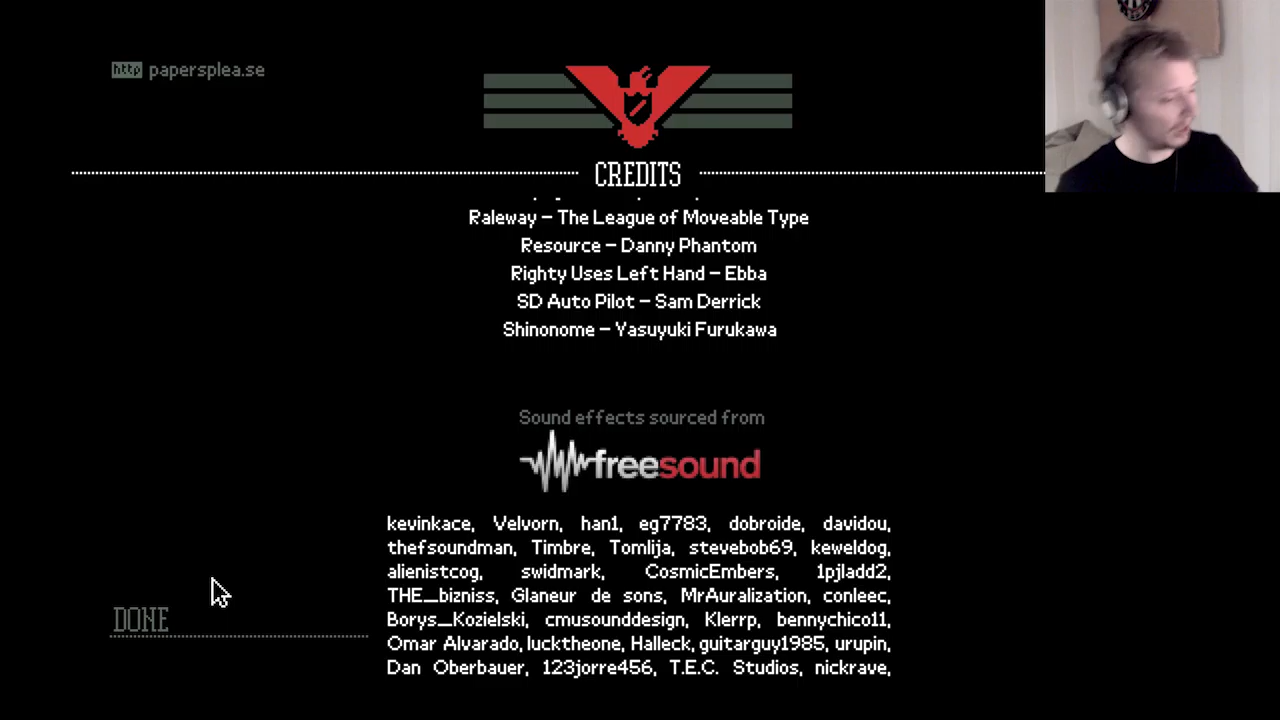 http papersplea.se
CREDITS
Raleway – The League of Moveable Type
Resource – Danny Phantom
Righty Uses Left Hand – Ebba
SD Auto Pilot – Sam Derrick
Shinonome – Yasuyuki Furukawa
Sound effects sourced from
freesound
kevinkace, Velvorn, han1, eg7783, dobroide, davidou,
thefsoundman, Timbre, Tomlija, stevebob69, keweldog,
alienistcog, swidmark, CosmicEmbers, 1pjladd2,
THE_bizniss, Glaneur de sons, MrAuralization, conleec,
Borys_Kozielski, cmusounddesign, Klerrp, bennychico11,
Omar Alvarado, lucktheone, Halleck, guitarguy1985, urupin,
Dan Oberbauer, 123jorre456, T.E.C. Studios, nickrave,
DONE